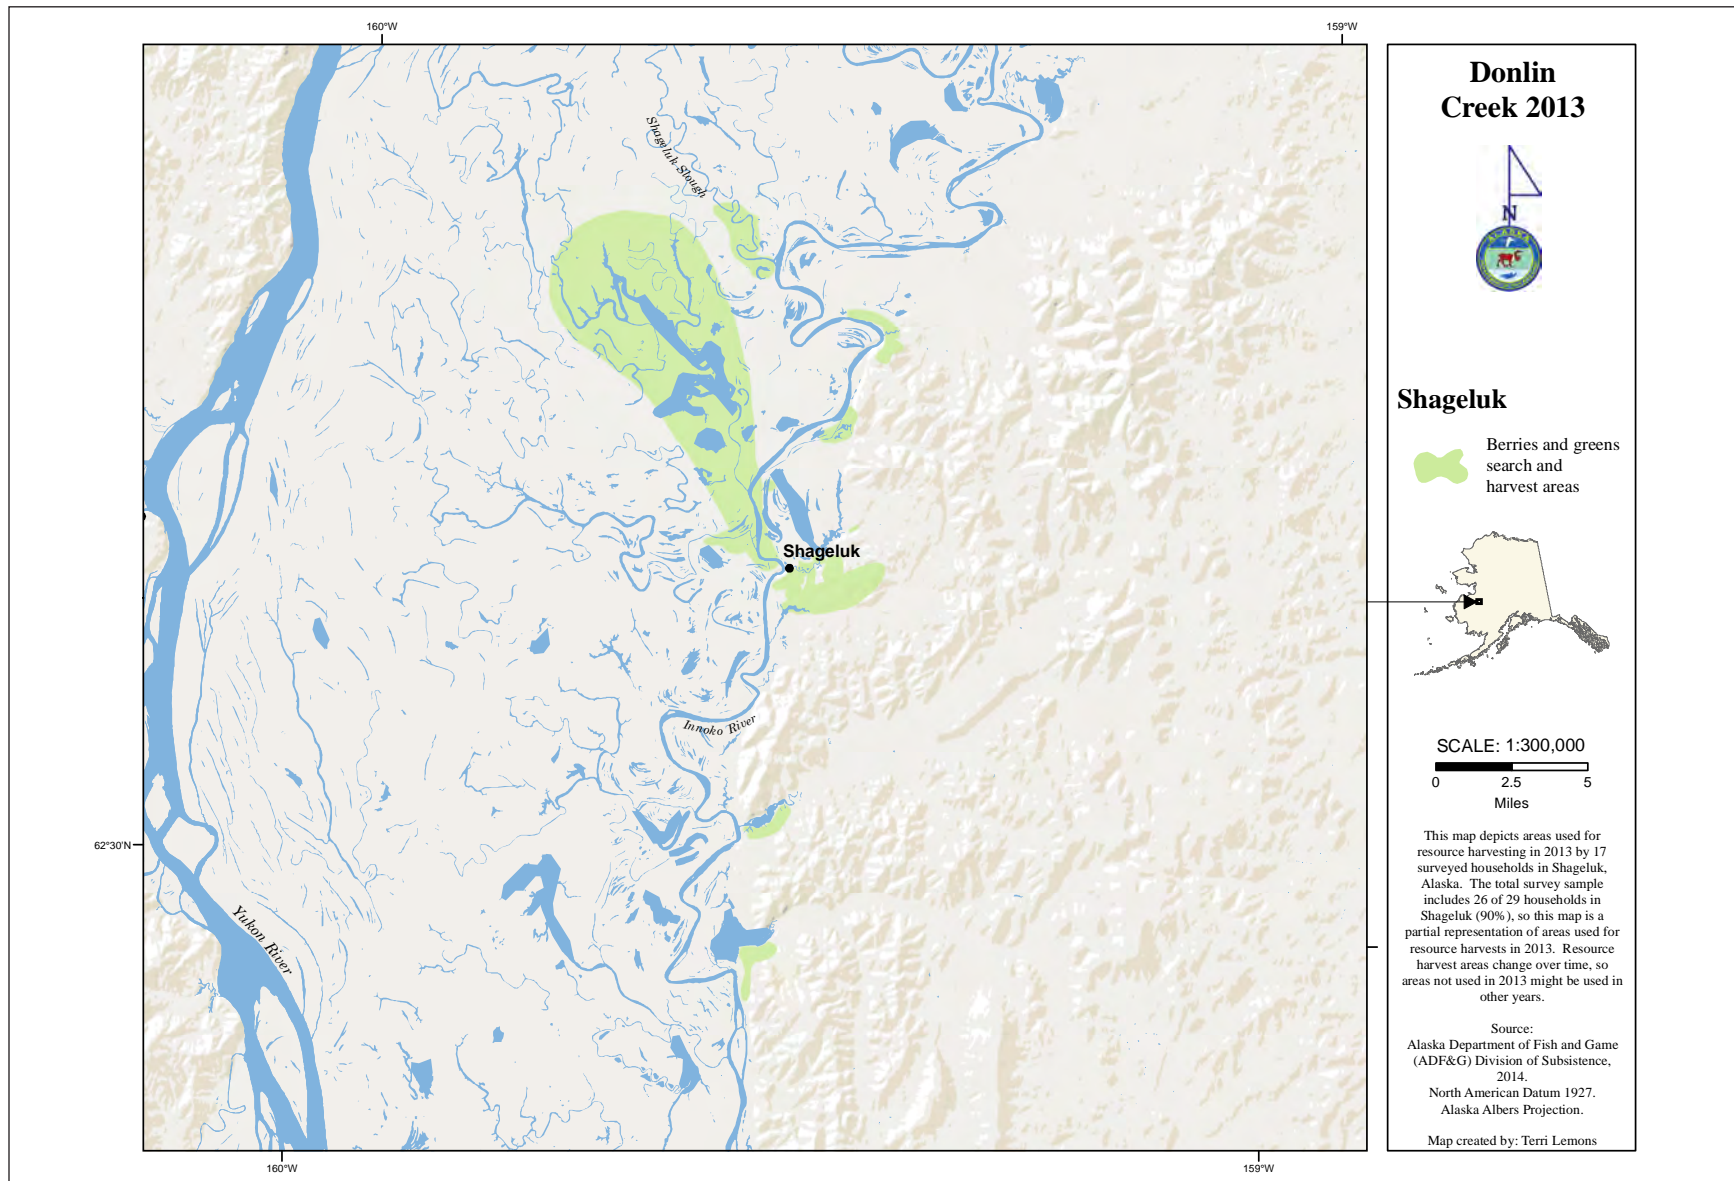 160°W
159°W
Donlin
Creek 2013
N
ALASKA
Shageluk Slough
Shageluk
Berries and greens
search and
harvest areas
Shageluk
Innoko River
SCALE: 1:300,000
0 2.5 5
Miles
62°30'N
Yukon River
This map depicts areas used for
resource harvesting in 2013 by 17
surveyed households in Shageluk,
Alaska. The total survey sample
includes 26 of 29 households in
Shageluk (90%), so this map is a
partial representation of areas used for
resource harvests in 2013. Resource
harvest areas change over time, so
areas not used in 2013 might be used in
other years.
Source:
Alaska Department of Fish and Game
(ADF&G) Division of Subsistence,
2014.
North American Datum 1927.
Alaska Albers Projection.
Map created by: Terri Lemons
160°W
159°W